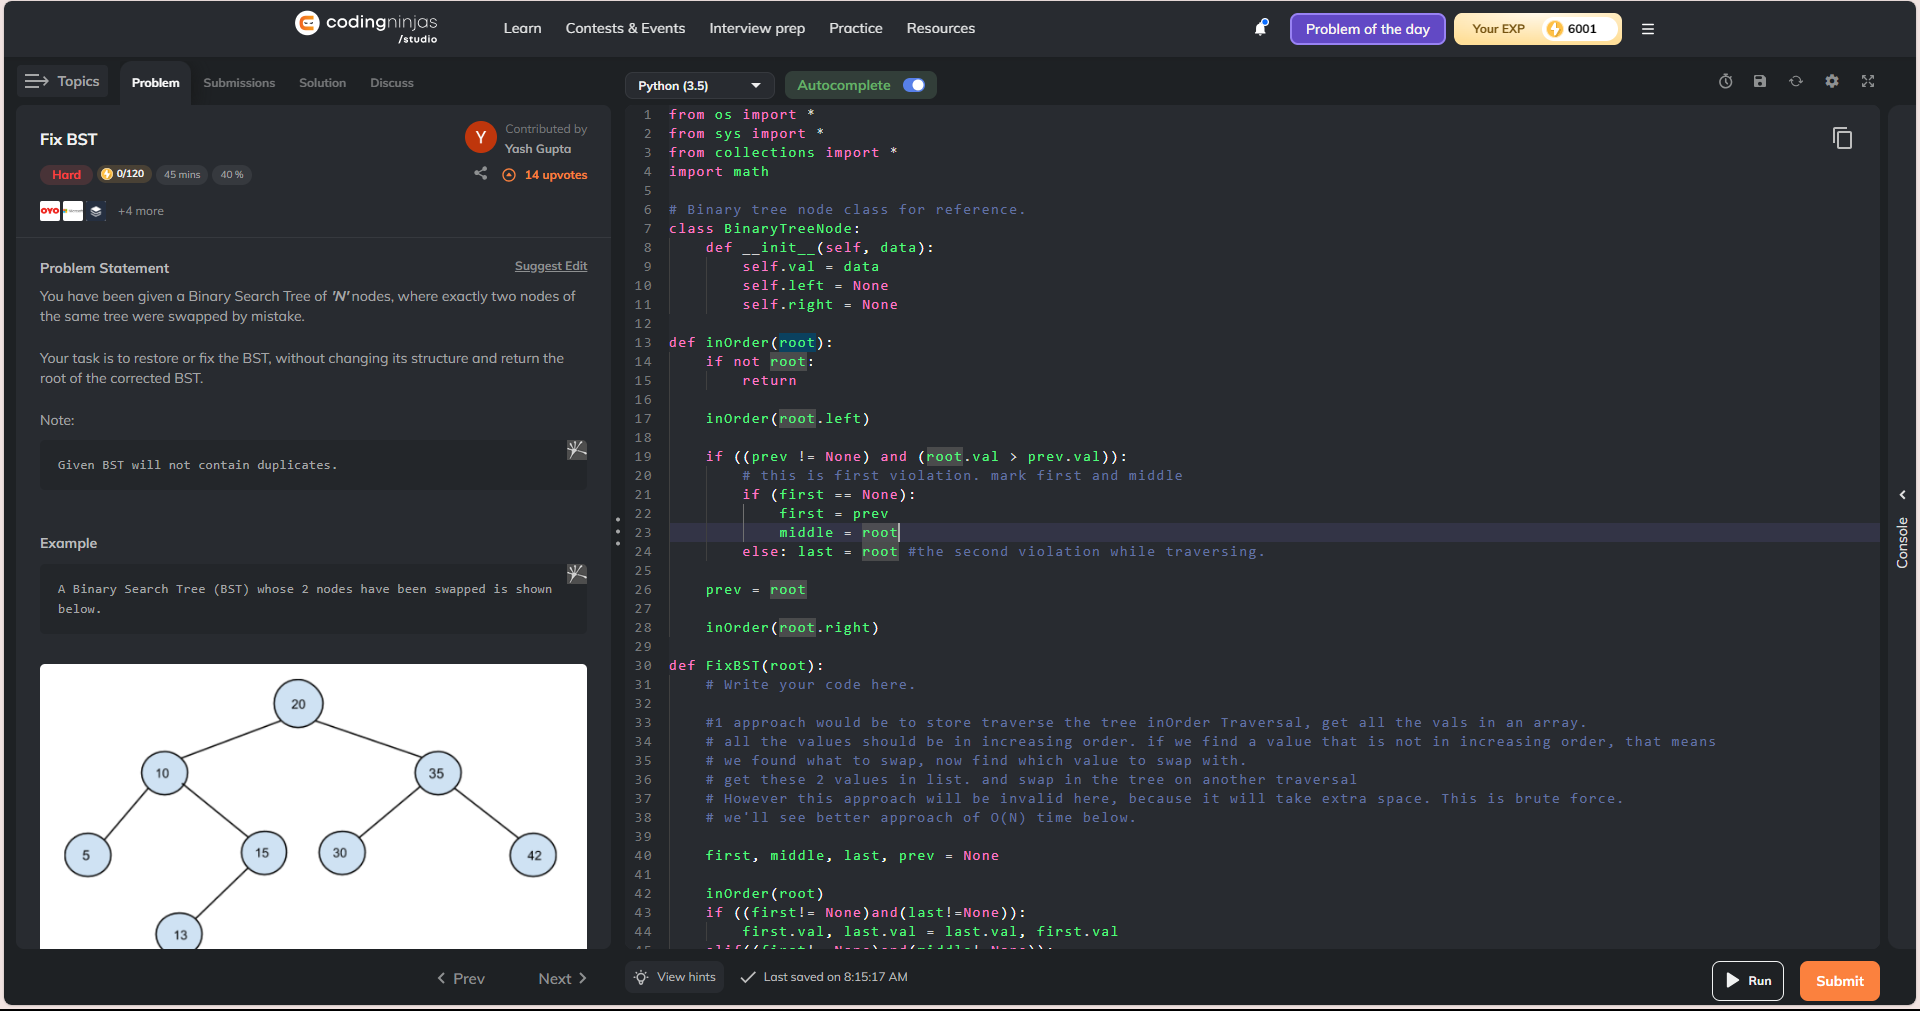 codingninjas
/studio
Learn
Contests & Events
Interview prep
Practice
Resources
Problem of the day
Your EXP
6001
Topics
Problem
Submissions
Solution
Discuss
Fix BST
Y
Contributed by
Yash Gupta
Hard
0/120
45 mins
40 %
14 upvotes
OYO
+4 more
Problem Statement
Suggest Edit
You have been given a Binary Search Tree of 'N' nodes, where exactly two nodes of
the same tree were swapped by mistake.
Your task is to restore or fix the BST, without changing its structure and return the
root of the corrected BST.
Note:
Given BST will not contain duplicates.
Example
A Binary Search Tree (BST) whose 2 nodes have been swapped is shown
below.
20
10
35
5
15
30
42
13
Prev
Next
Python (3.5)
Autocomplete
1 from os import *
2 from sys import *
3 from collections import *
4 import math
5
6 # Binary tree node class for reference.
7 class BinaryTreeNode:
8 def __init__(self, data):
9 self.val = data
10 self.left = None
11 self.right = None
12
13 def inOrder(root):
14 if not root:
15 return
16
17 inOrder(root.left)
18
19 if ((prev != None) and (root.val > prev.val)):
20 # this is first violation. mark first and middle
21 if (first == None):
22 first = prev
23 middle = root
24 else: last = root #the second violation while traversing.
25
26 prev = root
27
28 inOrder(root.right)
29
30 def FixBST(root):
31 # Write your code here.
32
33 #1 approach would be to store traverse the tree inOrder Traversal, get all the vals in an array.
34 # all the values should be in increasing order. if we find a value that is not in increasing order, that means
35 # we found what to swap, now find which value to swap with.
36 # get these 2 values in list. and swap in the tree on another traversal
37 # However this approach will be invalid here, because it will take extra space. This is brute force.
38 # we'll see better approach of O(N) time below.
39
40 first, middle, last, prev = None
41
42 inOrder(root)
43 if ((first!= None)and(last!=None)):
44 first.val, last.val = last.val, first.val
Console
View hints
Last saved on 8:15:17 AM
Run
Submit